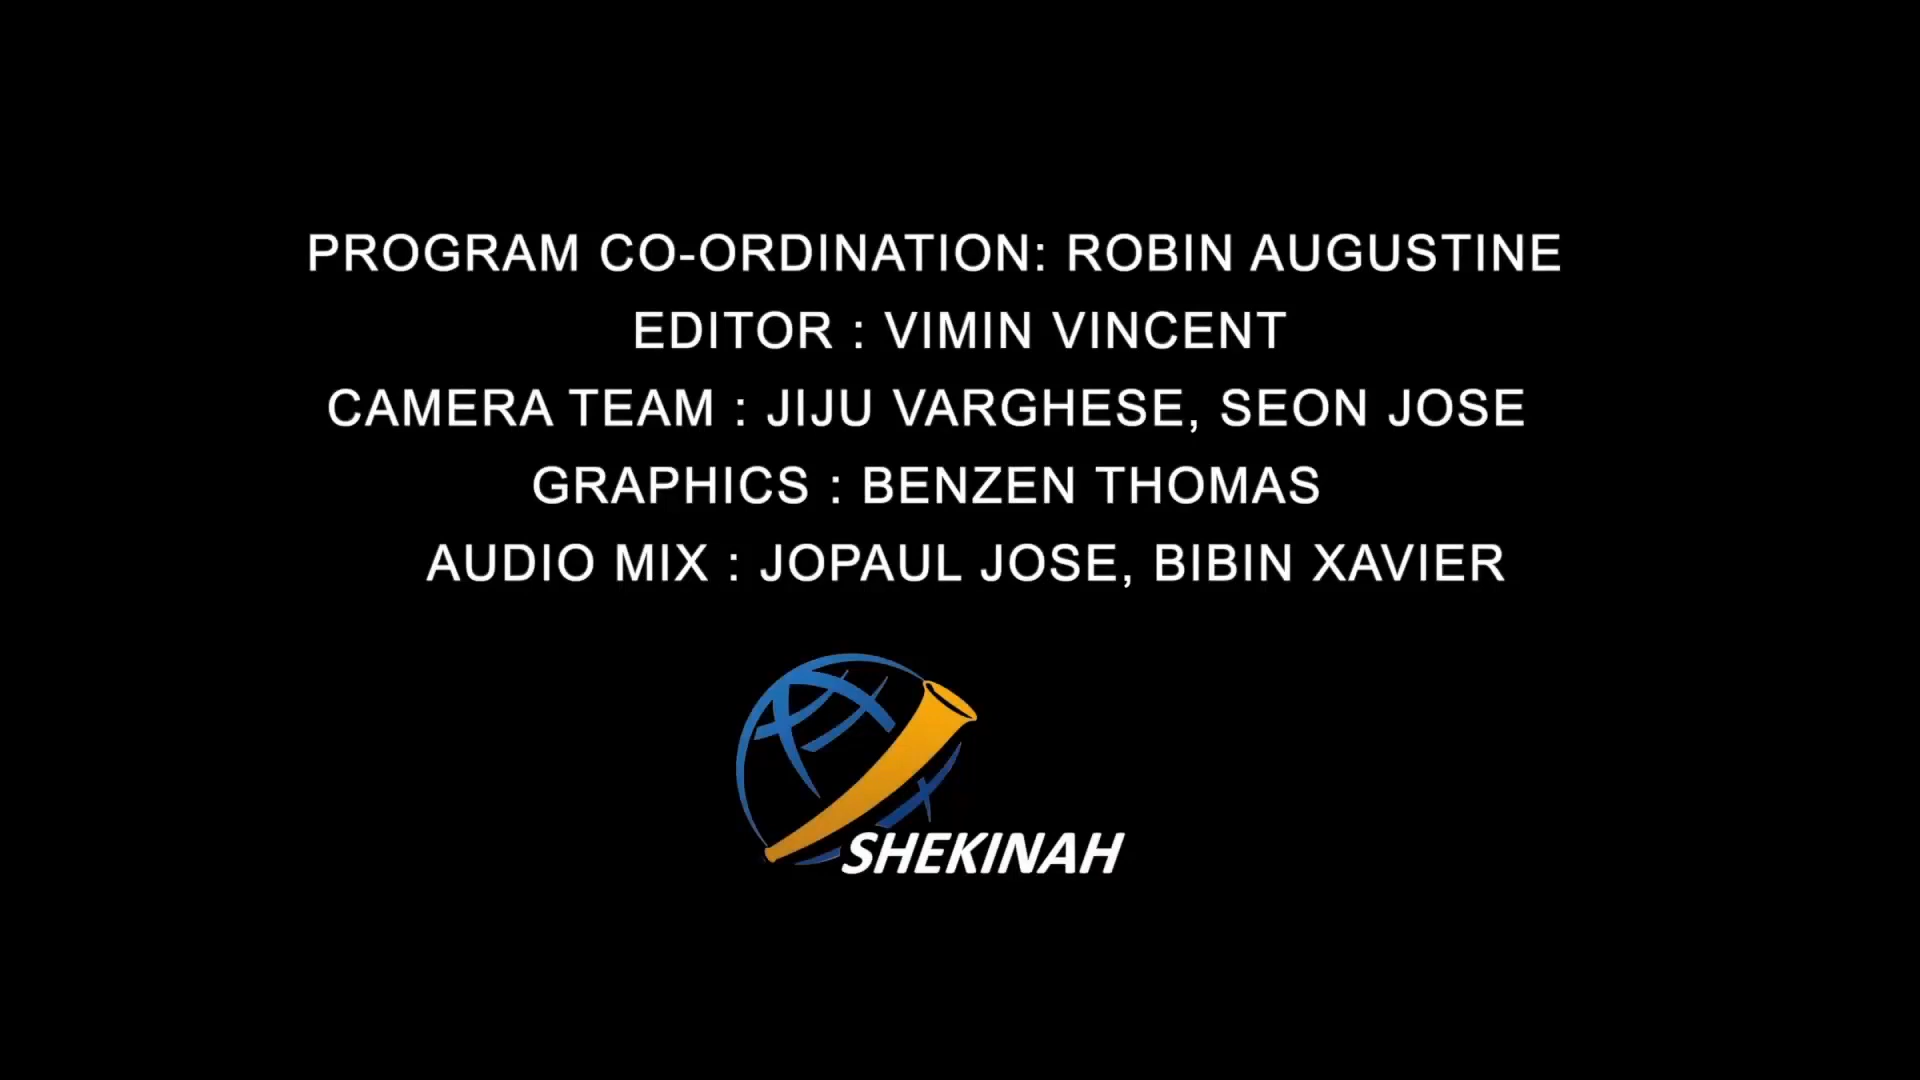 PROGRAM CO-ORDINATION: ROBIN AUGUSTINE
EDITOR : VIMIN VINCENT
CAMERA TEAM : JIJU VARGHESE, SEON JOSE
GRAPHICS : BENZEN THOMAS
AUDIO MIX : JOPAUL JOSE, BIBIN XAVIER
SHEKINAH